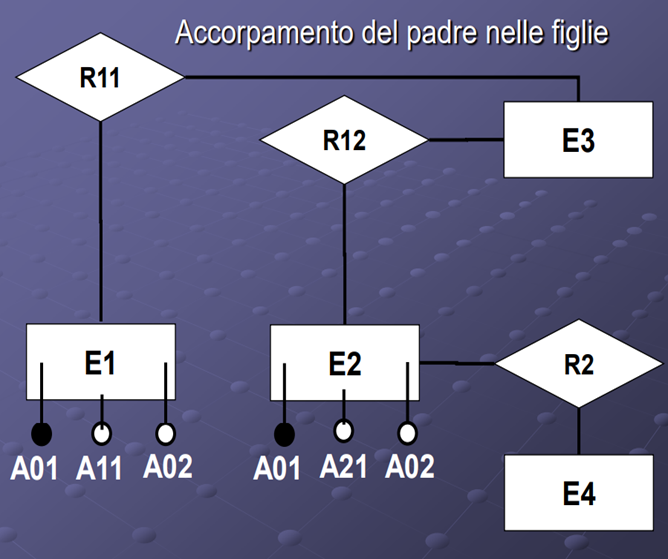 Accorpamento del padre nelle figlie
R11
R12
E3
E1
E2
R2
A01 A11 A02
A01 A21 A02
E4